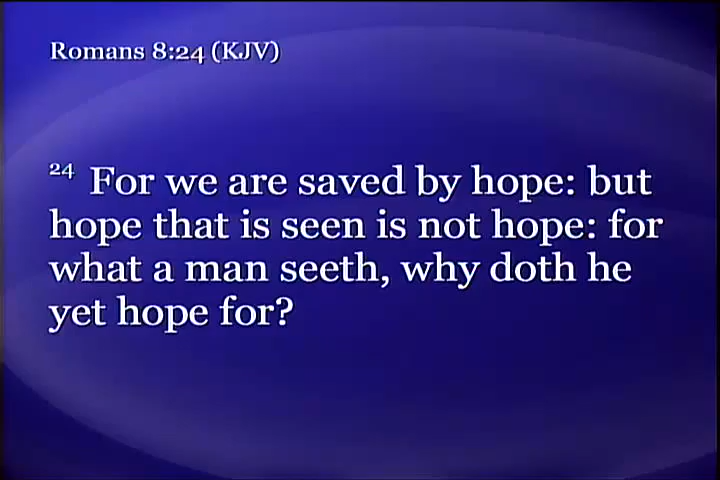 Romans 8:24 (KJV)
24 For we are saved by hope: but
hope that is seen is not hope: for
what a man seeth, why doth he
yet hope for?